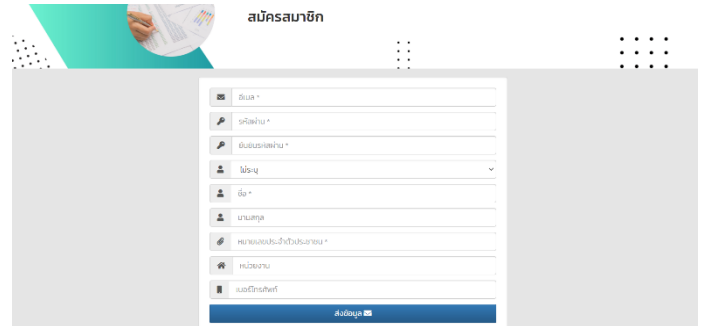 สมัครสมาชิก
อีเมล *
รหัสผ่าน *
ยืนยันรหัสผ่าน *
ไม่ระบุ
ชื่อ *
นามสกุล
หมายเลขประจำตัวประชาชน *
หน่วยงาน
เบอร์โทรศัพท์
ส่งข้อมูล